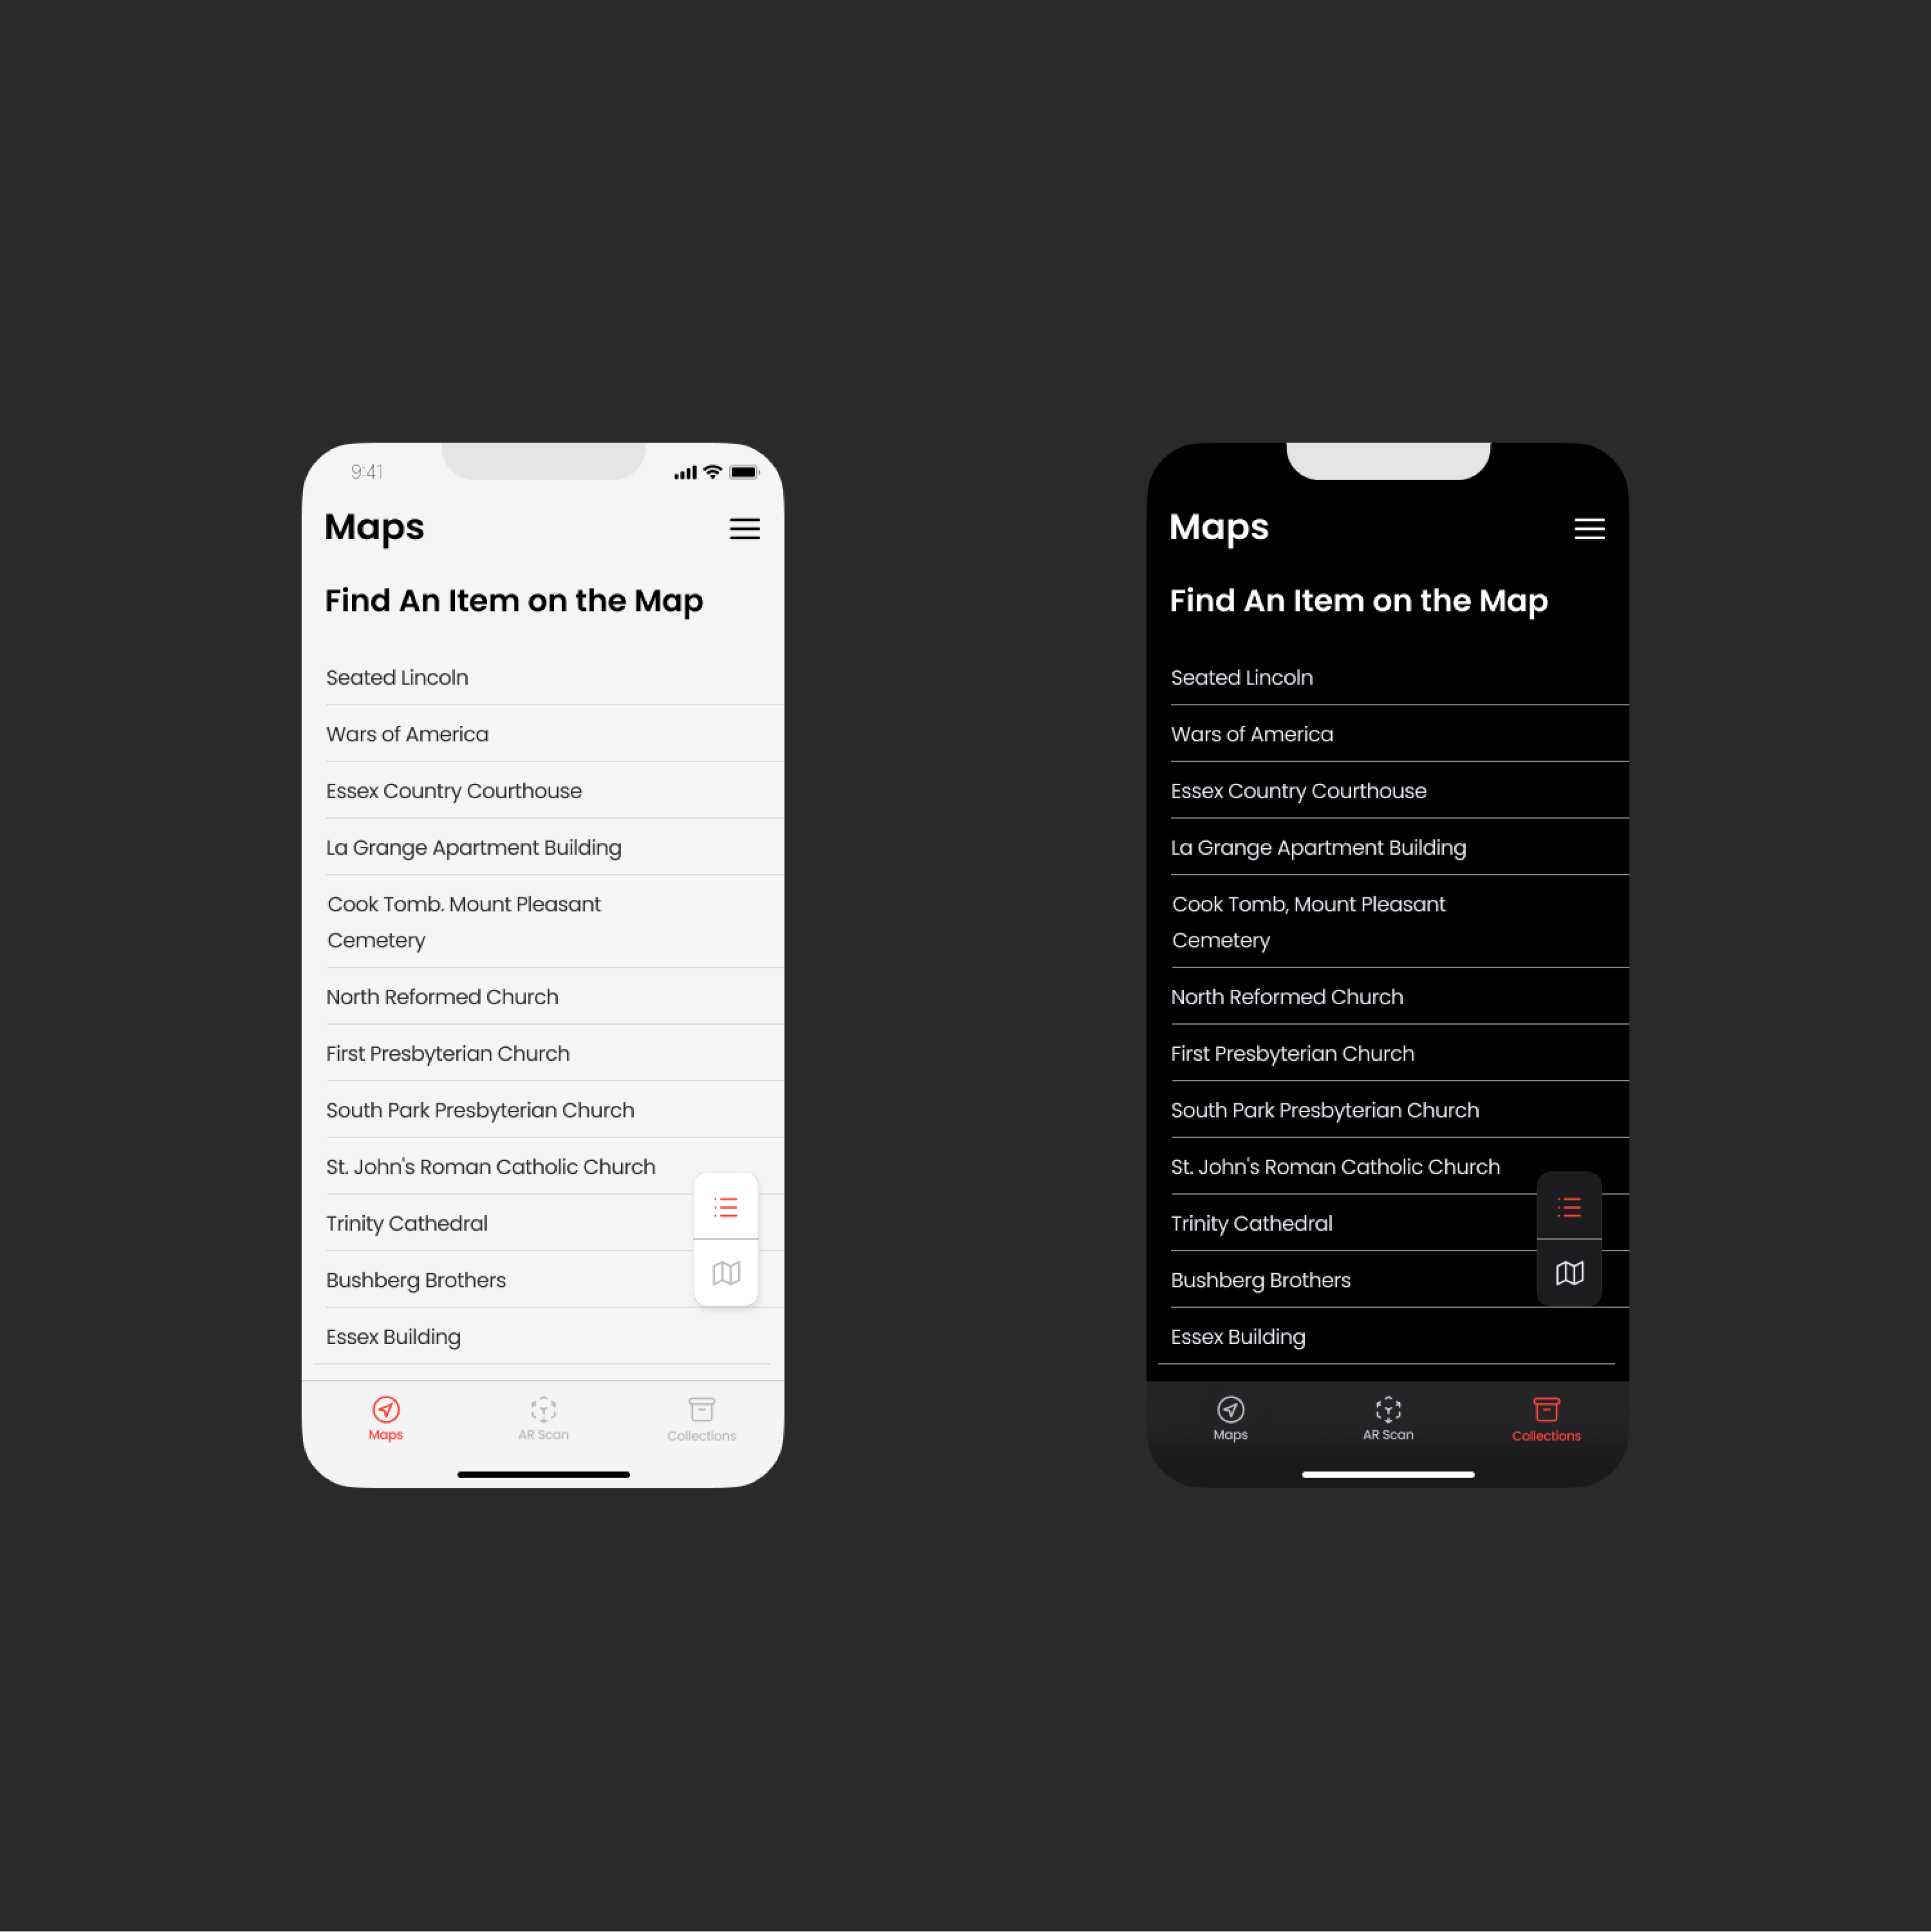 9:41
Maps
Find An Item on the Map
Seated Lincoln
Wars of America
Essex Country Courthouse
La Grange Apartment Building
Cook Tomb. Mount Pleasant
Cemetery
North Reformed Church
First Presbyterian Church
South Park Presbyterian Church
St. John's Roman Catholic Church
Trinity Cathedral
Bushberg Brothers
Essex Building
Maps
AR Scan
Collections
Maps
Find An Item on the Map
Seated Lincoln
Wars of America
Essex Country Courthouse
La Grange Apartment Building
Cook Tomb, Mount Pleasant
Cemetery
North Reformed Church
First Presbyterian Church
South Park Presbyterian Church
St. John's Roman Catholic Church
Trinity Cathedral
Bushberg Brothers
Essex Building
Maps
AR Scan
Collections